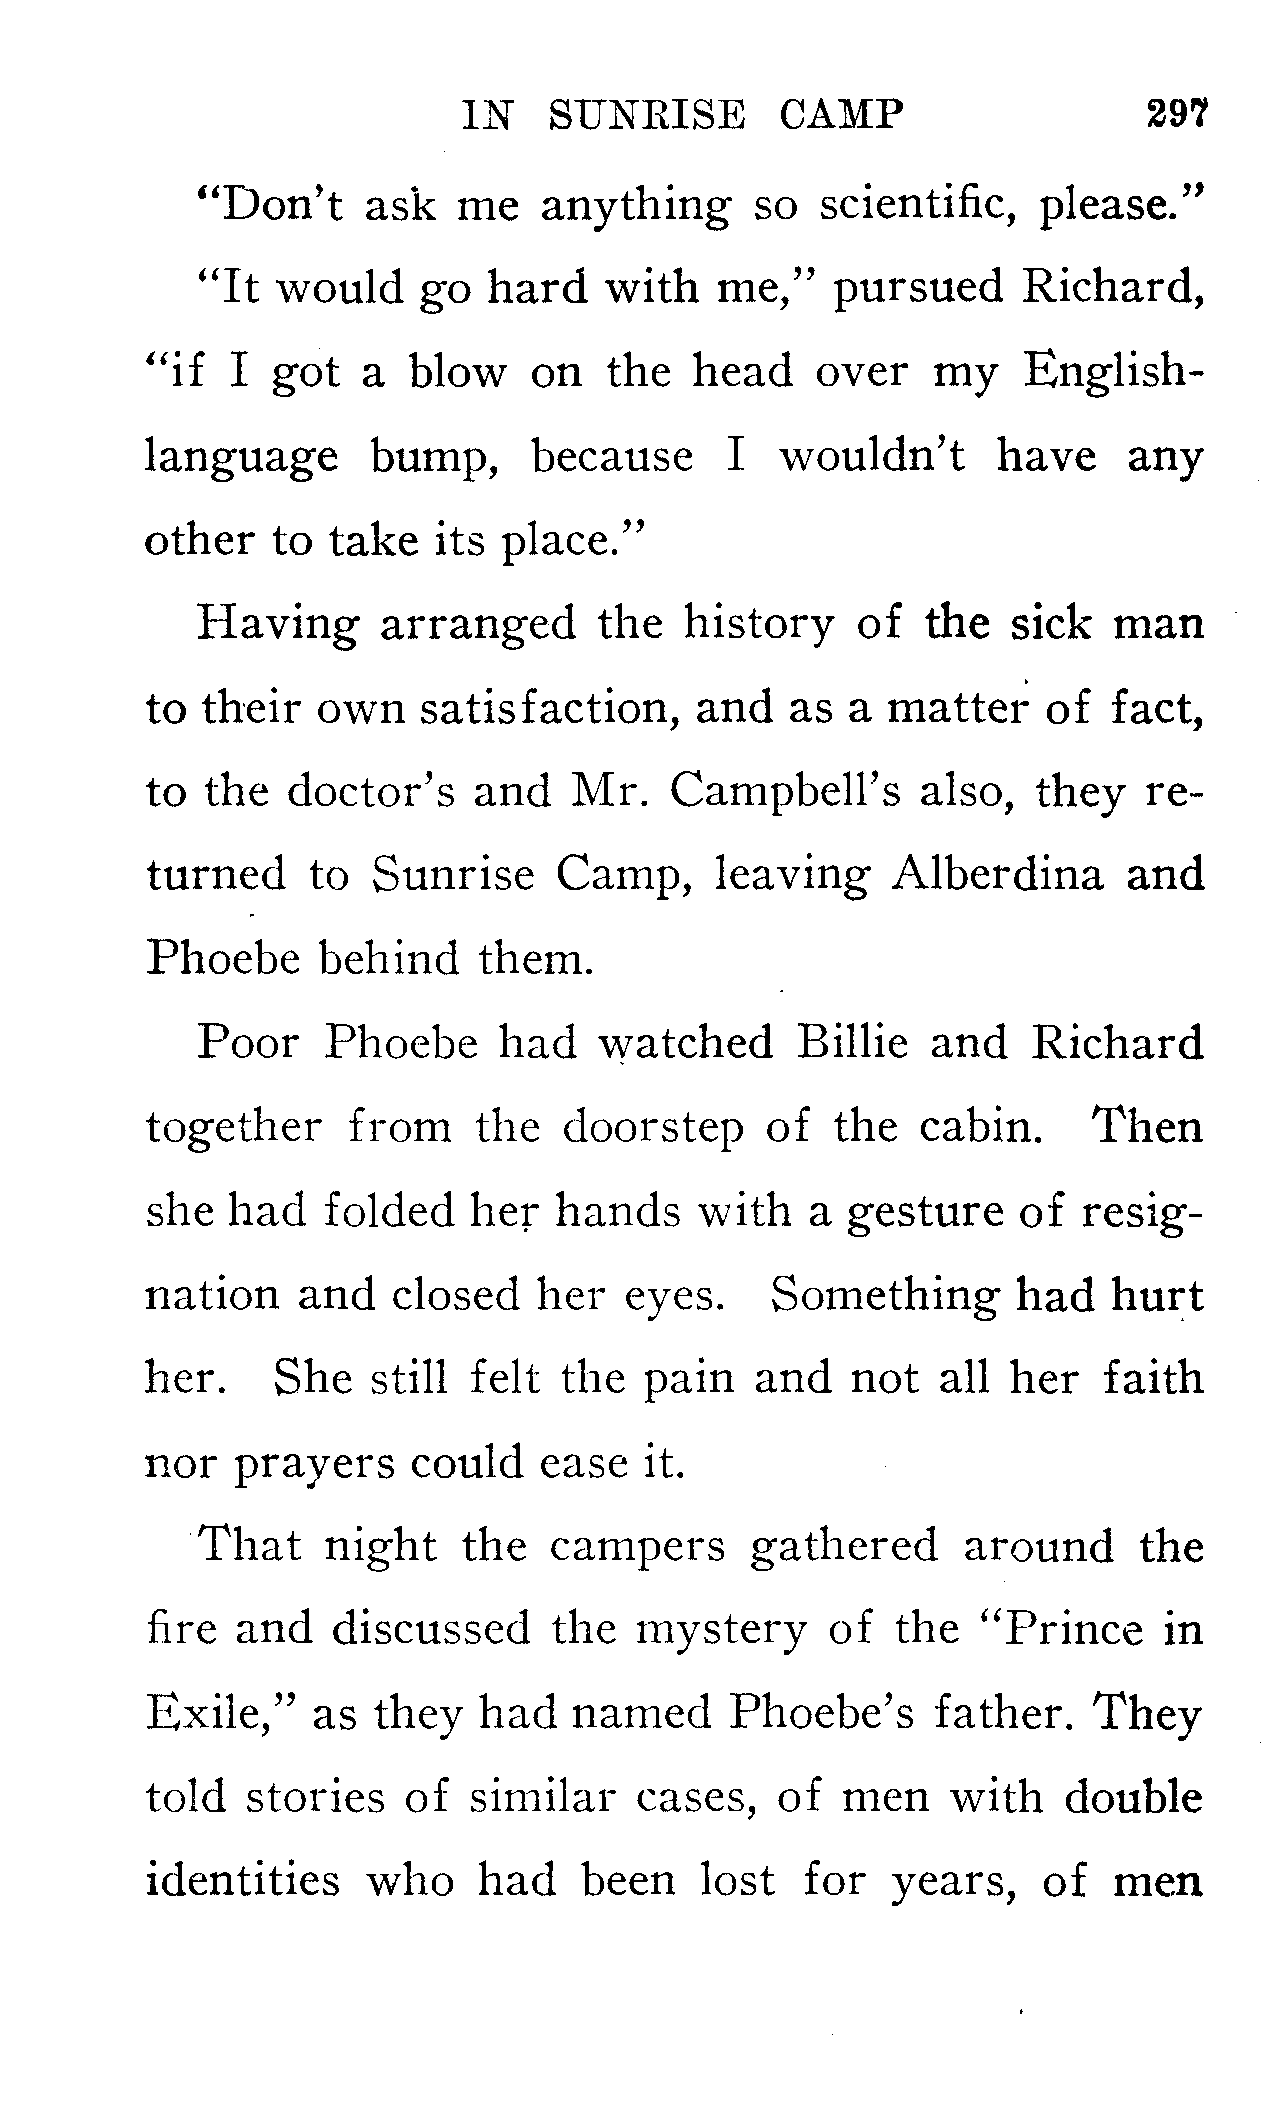 IN SUNRISE CAMP 297
“Don’t ask me anything so scientific, please.”
“It would go hard with me,” pursued Richard,
“if I got a blow on the head over my English-
language bump, because I wouldn’t have any
other to take its place.”
Having arranged the history of the sick man
to their own satisfaction, and as a matter of fact,
to the doctor’s and Mr. Campbell’s also, they re-
turned to Sunrise Camp, leaving Alberdina and
Phoebe behind them.
Poor Phoebe had watched Billie and Richard
together from the doorstep of the cabin. Then
she had folded her hands with a gesture of resig-
nation and closed her eyes. Something had hurt
her. She still felt the pain and not all her faith
nor prayers could ease it.
That night the campers gathered around the
fire and discussed the mystery of the “Prince in
Exile,” as they had named Phoebe’s father. They
told stories of similar cases, of men with double
identities who had been lost for years, of men